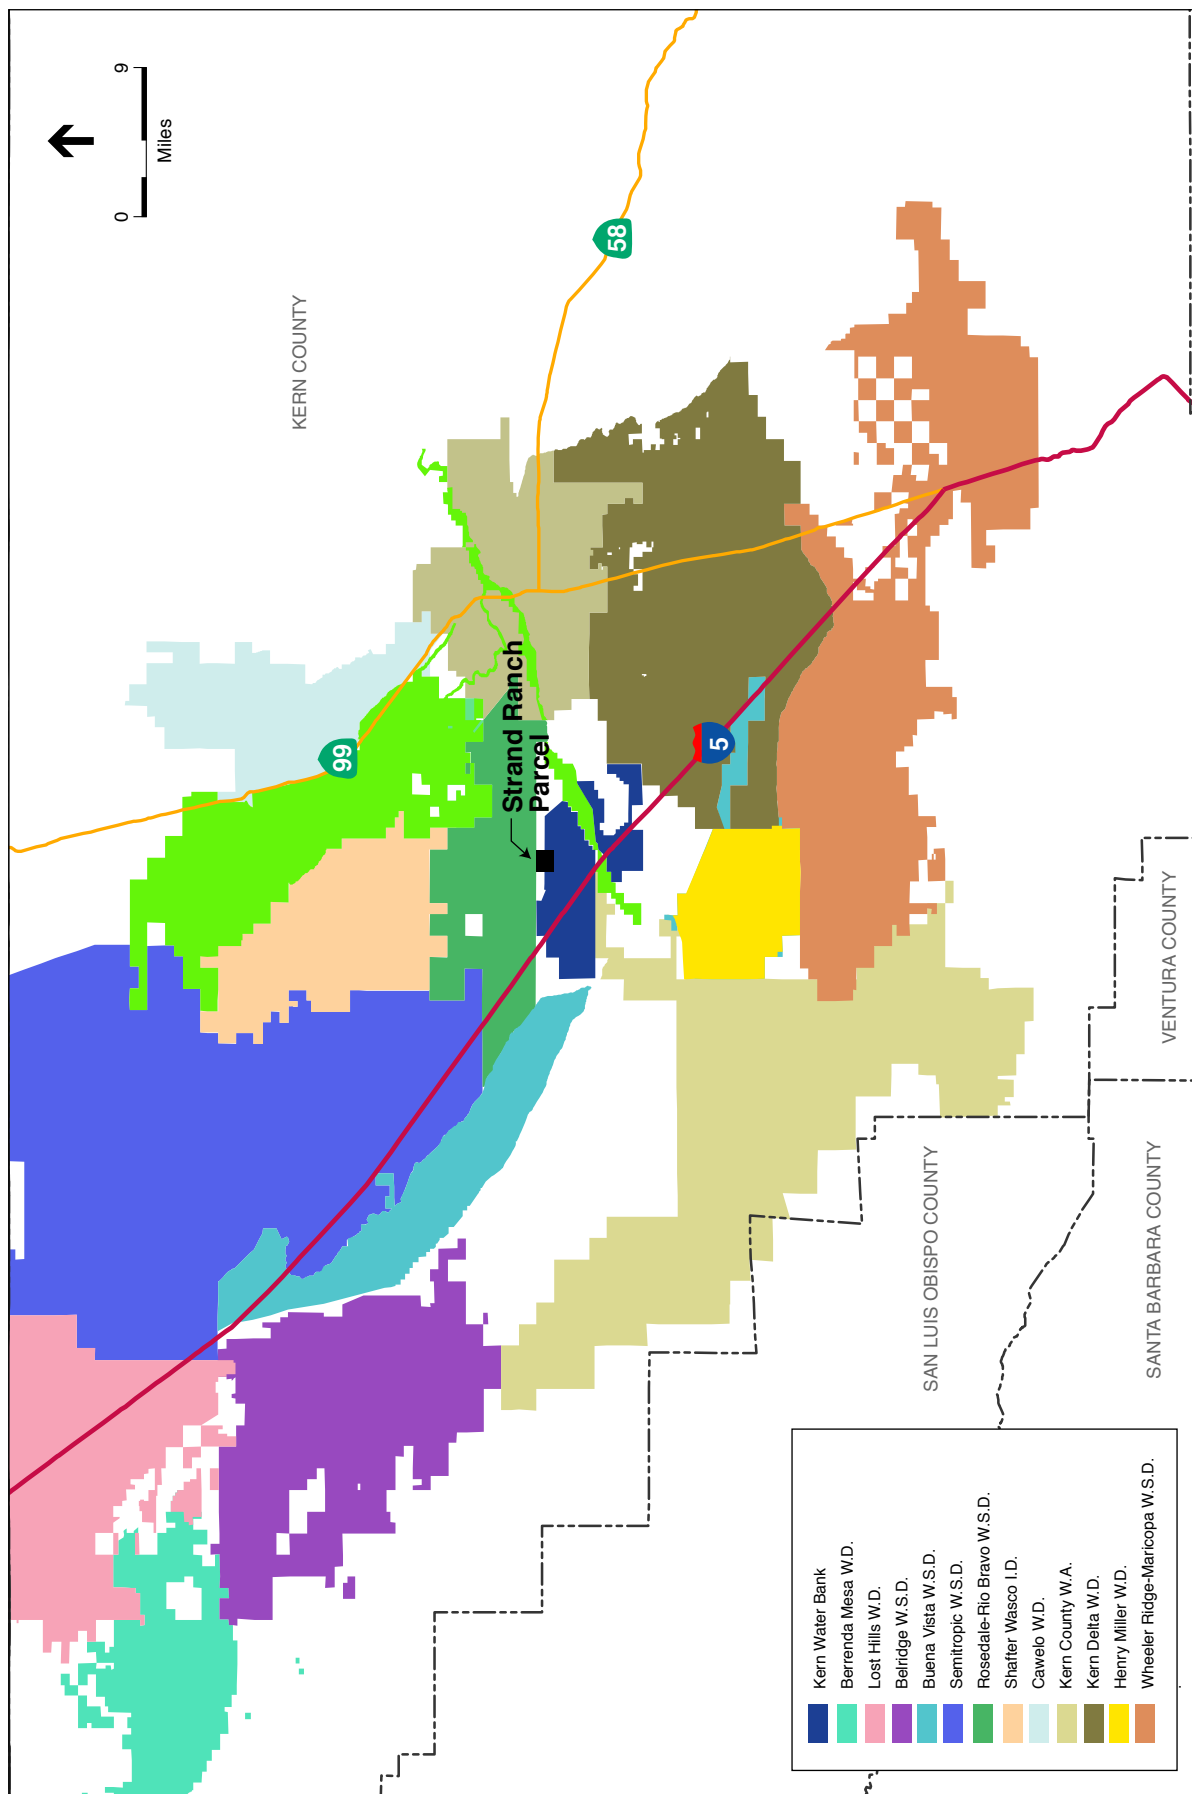 0
9
Miles
KERN COUNTY
58
99
5
Strand Ranch
Parcel
SAN LUIS OBISPO COUNTY
SANTA BARBARA COUNTY
VENTURA COUNTY
Kern Water Bank
Berrenda Mesa W.D.
Lost Hills W.D.
Belridge W.S.D.
Buena Vista W.S.D.
Semitropic W.S.D.
Rosedale-Rio Bravo W.S.D.
Shafter Wasco I.D.
Cawelo W.D.
Kern County W.A.
Kern Delta W.D.
Henry Miller W.D.
Wheeler Ridge-Maricopa W.S.D.